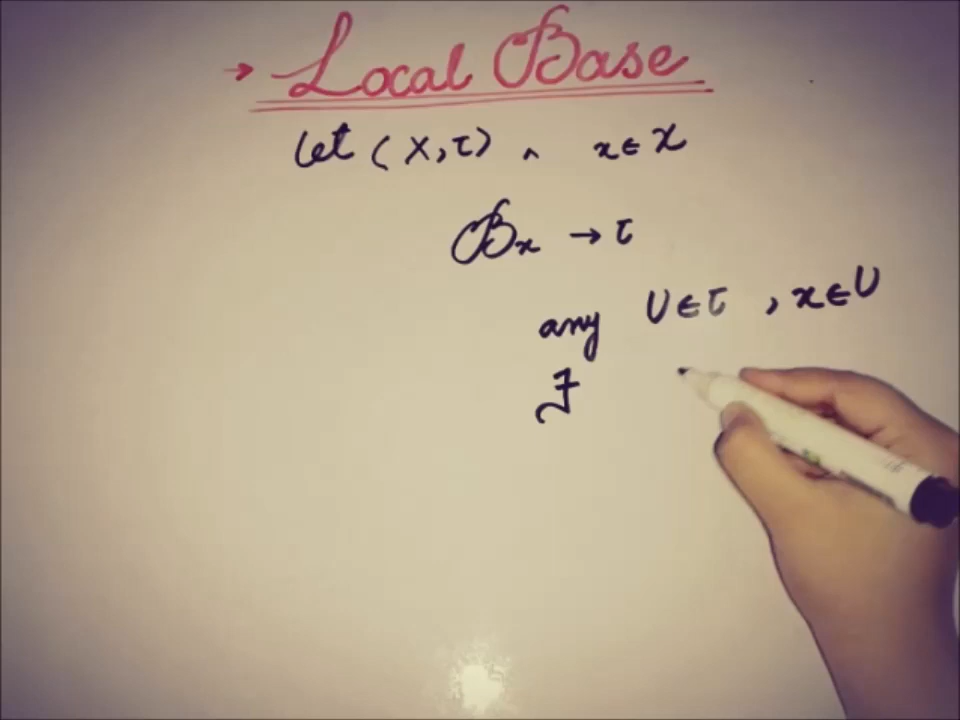 → Local Base
let (X,τ) ^ x∈X
ℬx → τ
any U∈τ , x∈U
∃